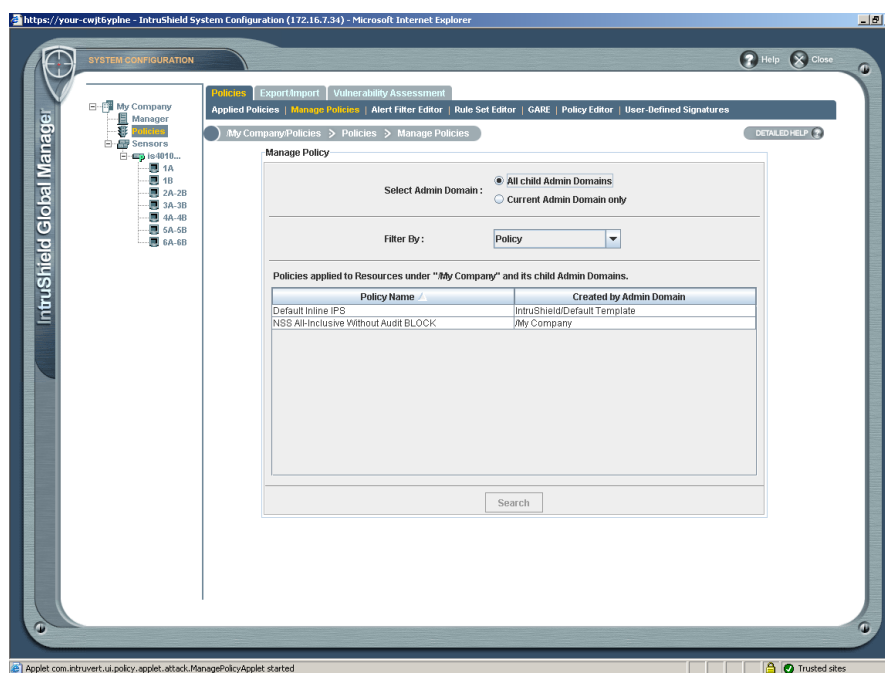 https://your-cwjt6yplne - IntruShield System Configuration (172.16.7.34) - Microsoft Internet Explorer
SYSTEM CONFIGURATION
Help
Close
IntruShield Global Manager
My Company
Manager
Policies
Sensors
is4010...
1A
1B
2A-2B
3A-3B
4A-4B
5A-5B
6A-6B
Policies Export/Import Vulnerability Assessment
Applied Policies | Manage Policies | Alert Filter Editor | Rule Set Editor | GARE | Policy Editor | User-Defined Signatures
/My Company/Policies > Policies > Manage Policies
DETAILED HELP ?
Manage Policy
Select Admin Domain :
All child Admin Domains
Current Admin Domain only
Filter By :
Policy
Policies applied to Resources under "/My Company" and its child Admin Domains.
Policy Name Created by Admin Domain
Default Inline IPS IntruShield/Default Template
NSS All-Inclusive Without Audit BLOCK /My Company
Search
Applet com.intruvert.ui.policy.applet.attack.ManagePolicyApplet started
Trusted sites